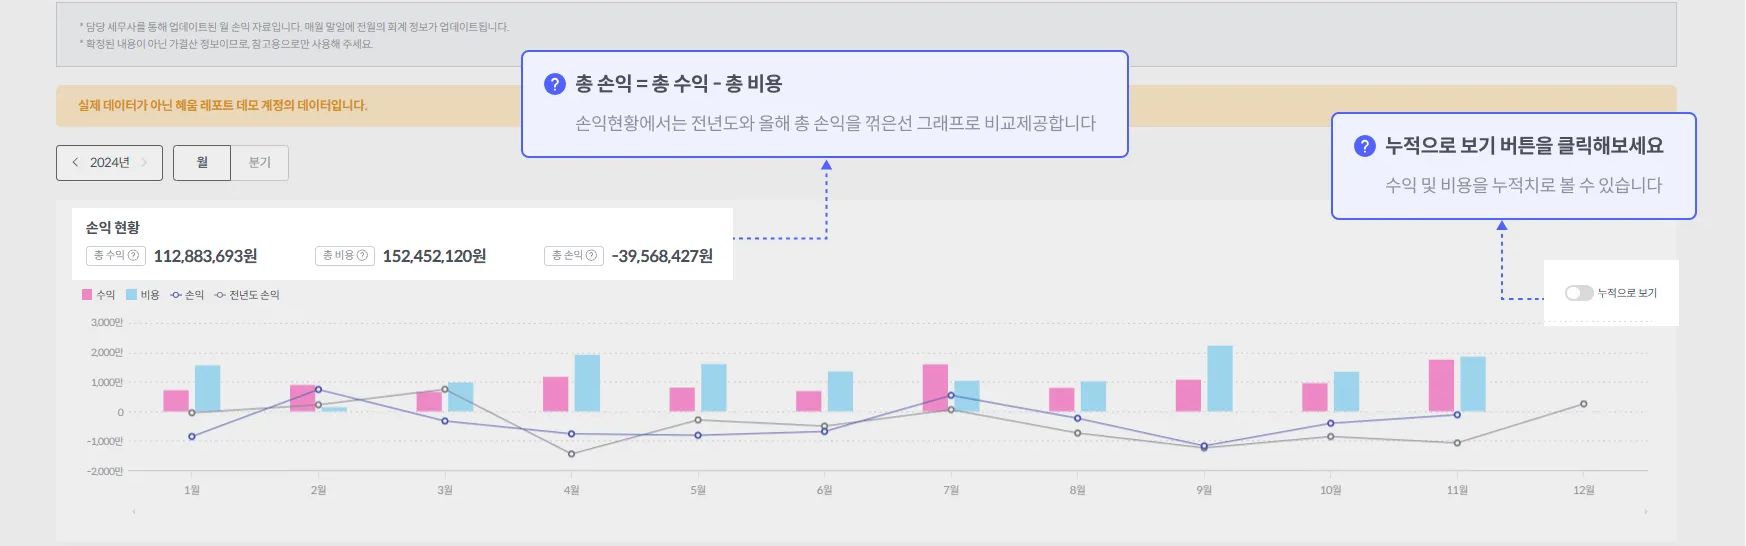 * 담당 세무사를 통해 업데이트된 월 손익 자료입니다. 매월 말일에 전월의 회계 정보가 업데이트됩니다.
* 확정된 내용이 아닌 가결산 정보이므로, 참고용으로만 사용해 주세요.
? 총 손익 = 총 수익 - 총 비용
손익현황에서는 전년도와 올해 총 손익을 꺾은선 그래프로 비교제공합니다
실제 데이터가 아닌 혜움 레포트 데모 계정의 데이터입니다.
? 누적으로 보기 버튼을 클릭해보세요
수익 및 비용을 누적치로 볼 수 있습니다
< 2024년 > 월 분기
손익 현황
총 수익 ? 112,883,693원 총 비용 ? 152,452,120원 총 손익 ? -39,568,427원
수익 비용 손익 전년도 손익
누적으로 보기
3,000만
2,000만
1,000만
0
-1,000만
-2,000만
1월 2월 3월 4월 5월 6월 7월 8월 9월 10월 11월 12월